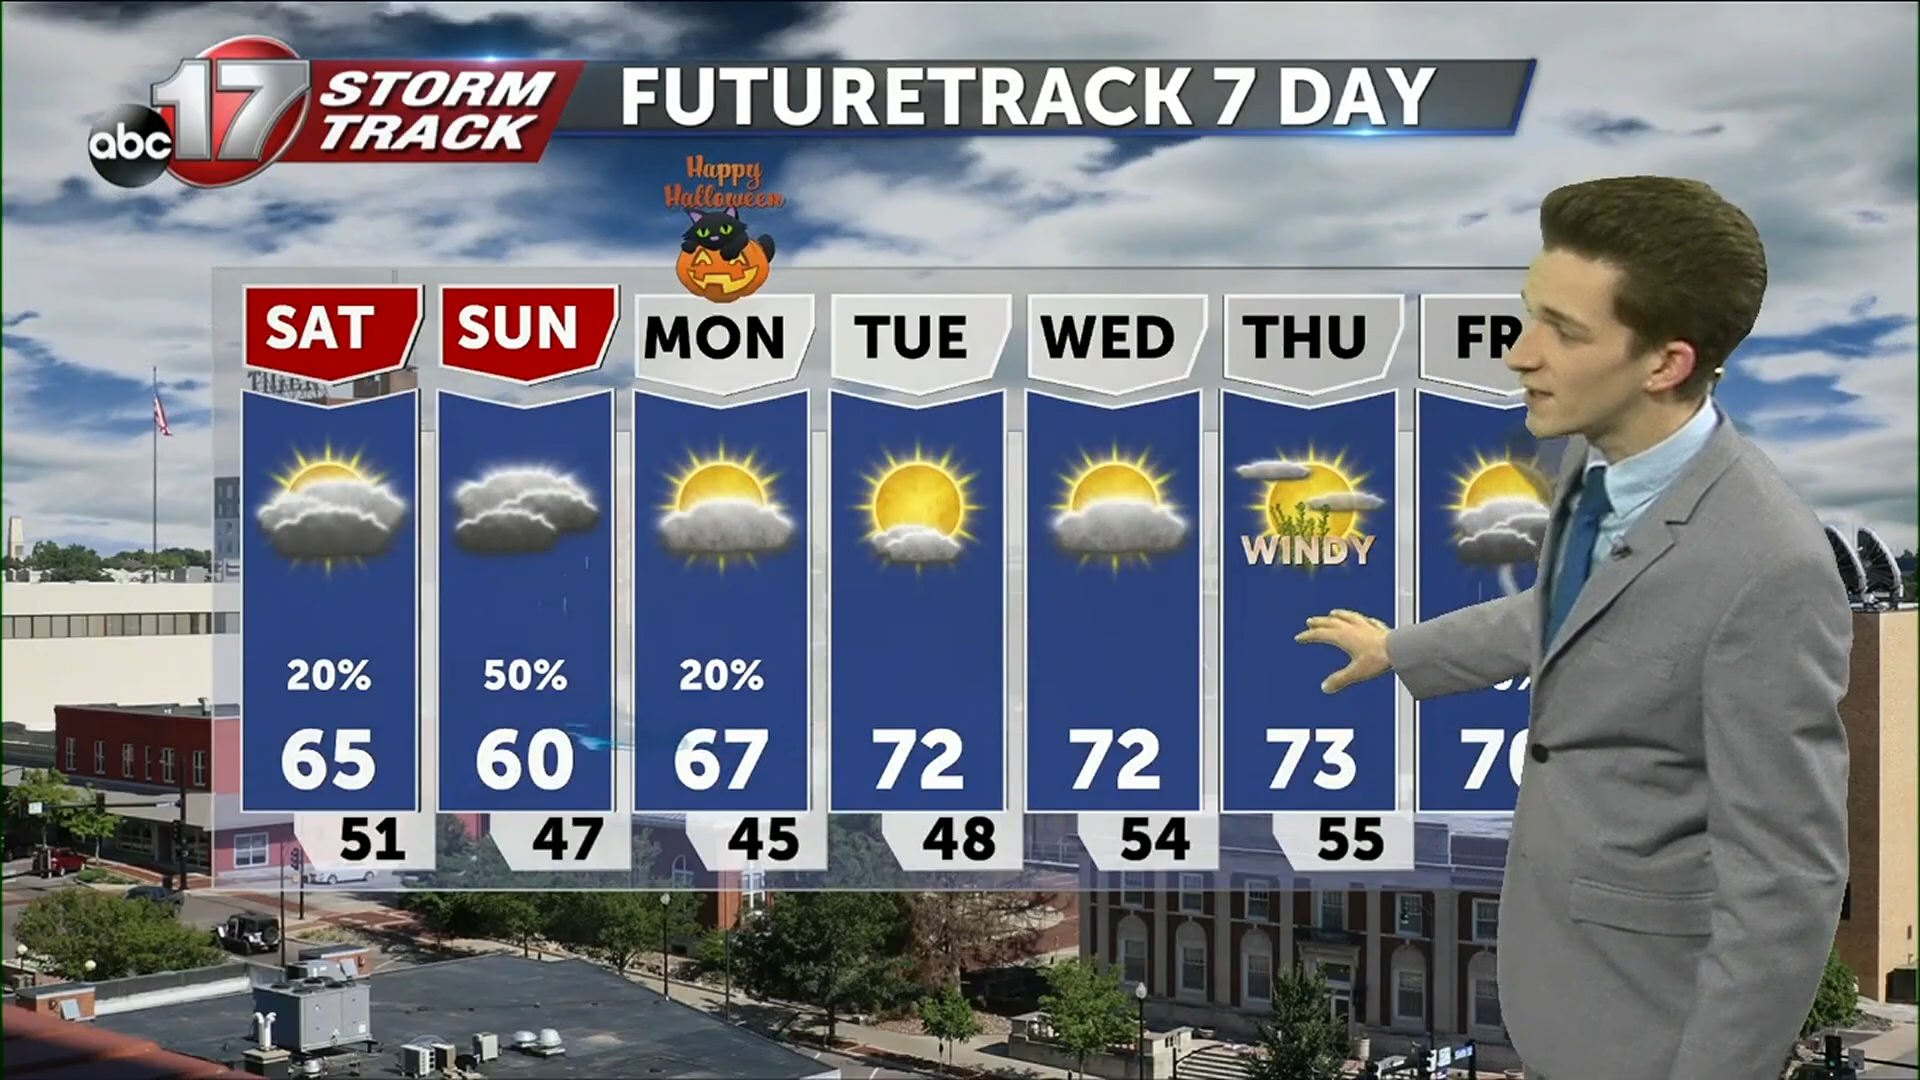 abc 17 STORM TRACK
FUTURETRACK 7 DAY
Happy
Halloween
SAT SUN MON TUE WED THU
WINDY
20% 50% 20%
65 60 67 72 72 73
51 47 45 48 54 55